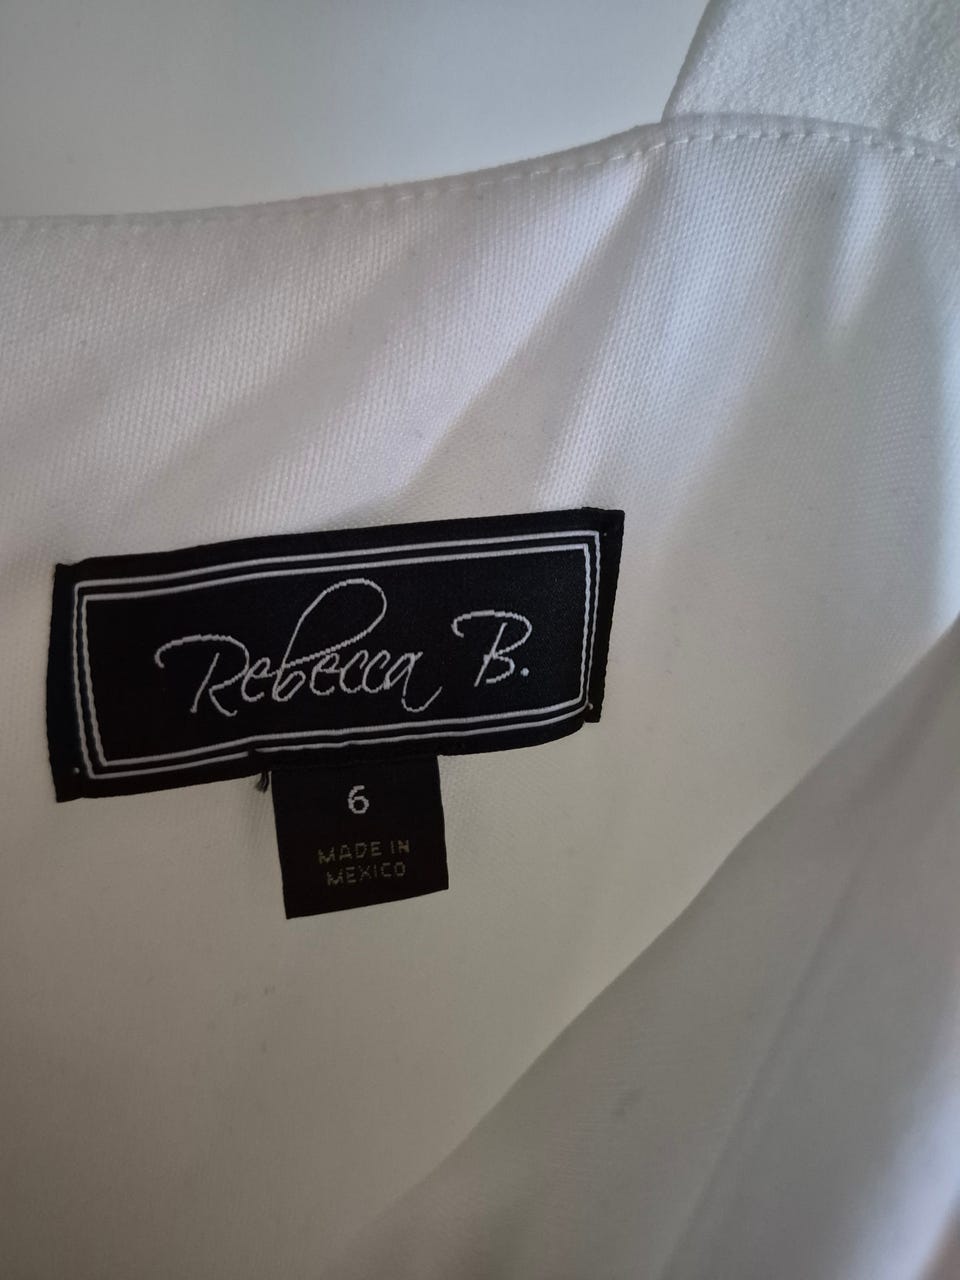 Rebecca B.
6
MADE IN
MEXICO